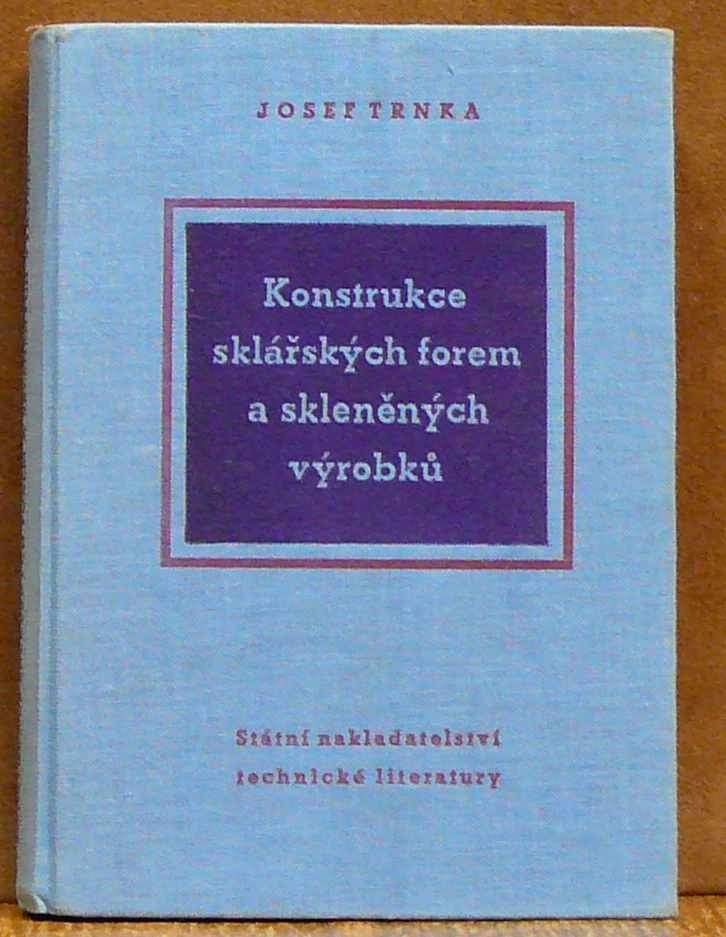 JOSEF TRNKA
Konstrukce
sklářských forem
a skleněných
výrobků
Státní nakladatelství
technické literatury